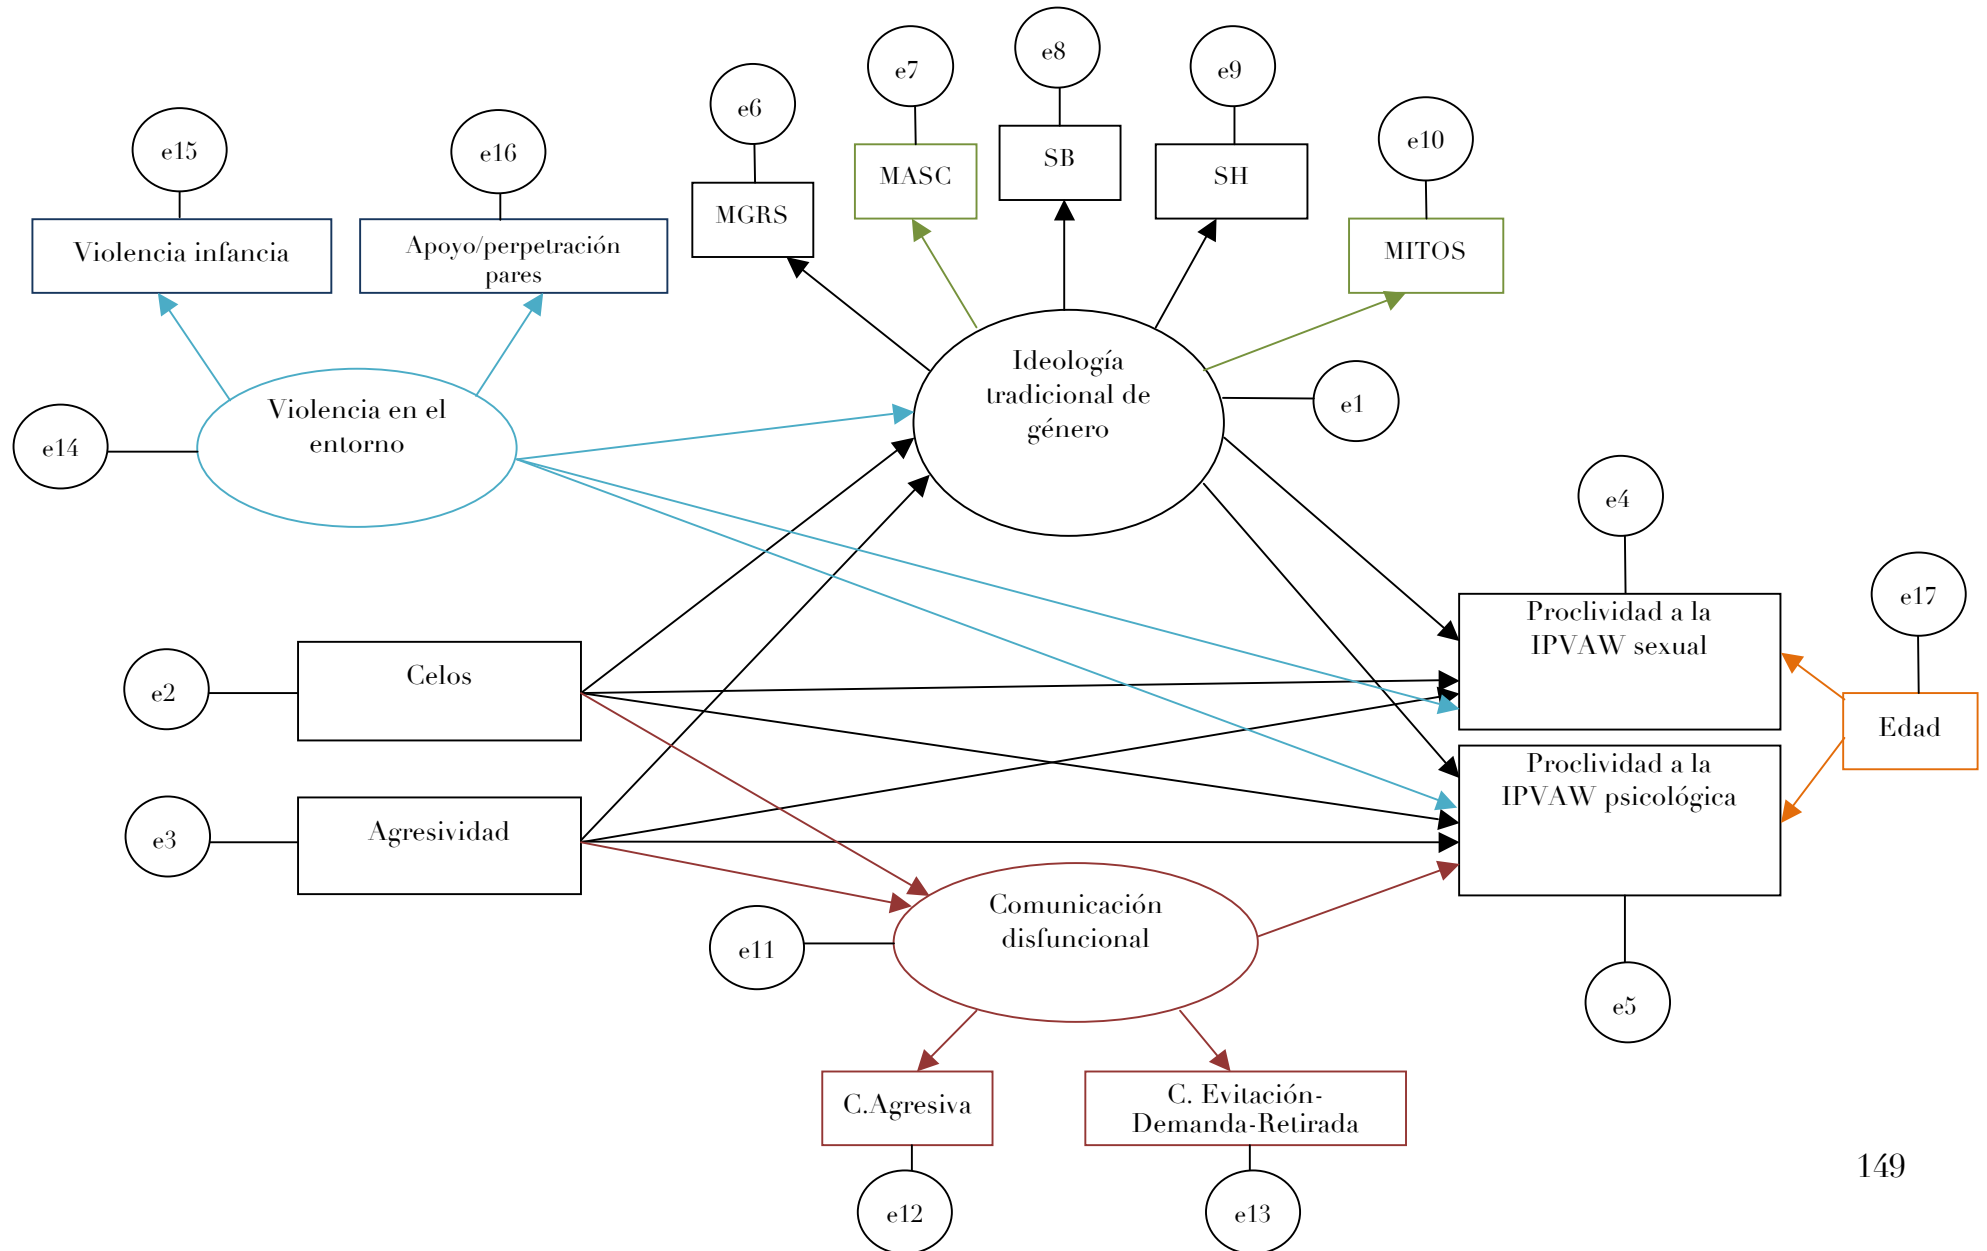 e8
e7
e9
e6
e10
e15
e16
SB
MASC
SH
MGRS
Violencia infancia
Apoyo/perpetración
pares
MITOS
Ideología
tradicional de
género
e1
Violencia en el
entorno
e14
e4
e17
Proclividad a la
IPVAW sexual
Celos
e2
Edad
Proclividad a la
IPVAW psicológica
Agresividad
e3
Comunicación
disfuncional
e11
e5
C.Agresiva
C. Evitación-
Demanda-Retirada
149
e12
e13